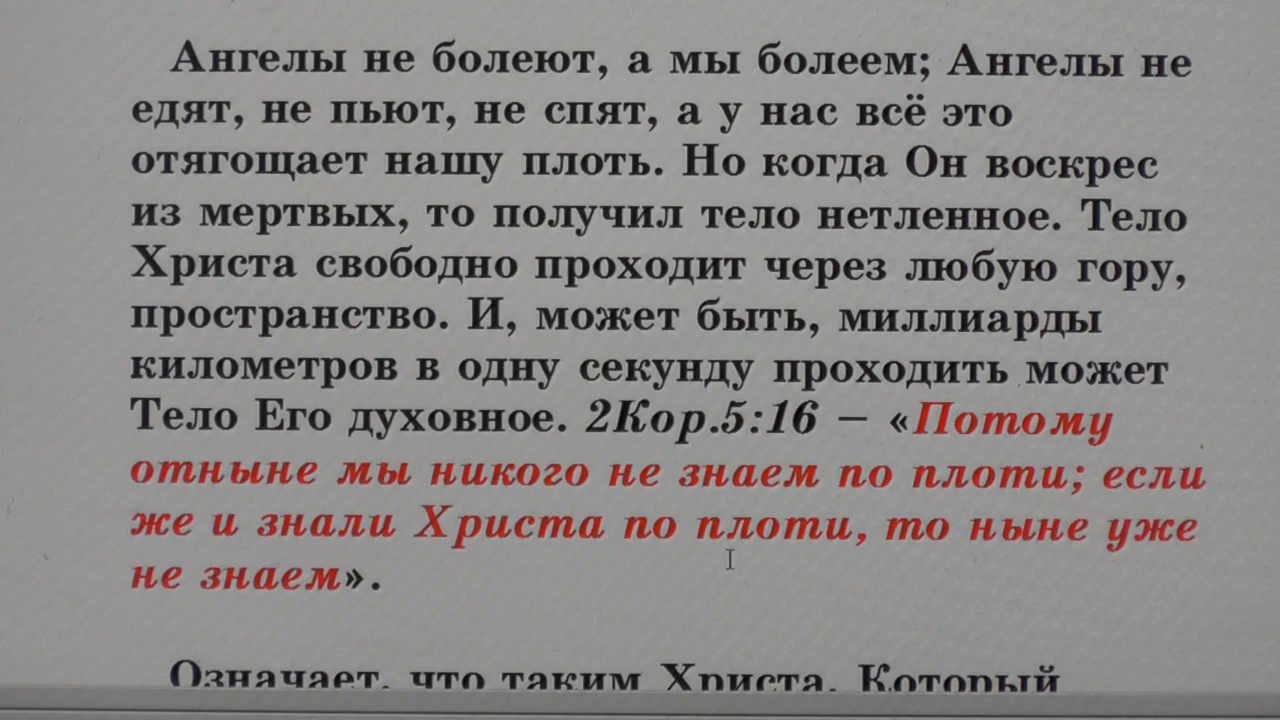 Ангелы не болеют, а мы болеем; Ангелы не
едят, не пьют, не спят, а у нас всё это
отягощает нашу плоть. Но когда Он воскрес
из мертвых, то получил тело нетленное. Тело
Христа свободно проходит через любую гору,
пространство. И, может быть, миллиарды
километров в одну секунду проходить может
Тело Его духовное. 2Кор.5:16 – «Потому
отныне мы никого не знаем по плоти; если
же и знали Христа по плоти, то ныне уже
не знаем».
Означает, что таким Христа, Который